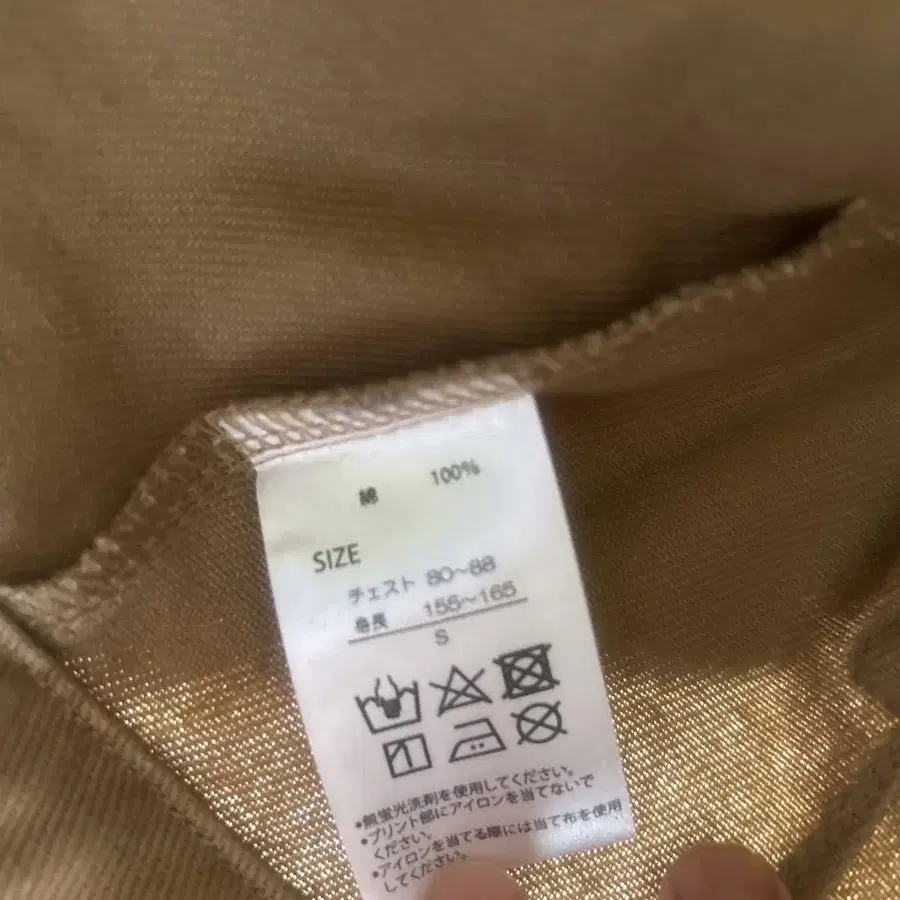 綿 100%
SIZE
チェスト 80～88
身長 155～165
S
•無蛍光洗剤を使用してください。
•プリント部にアイロンを当てないで
ください。
•アイロンを当てる際には当て布を使用
してください。